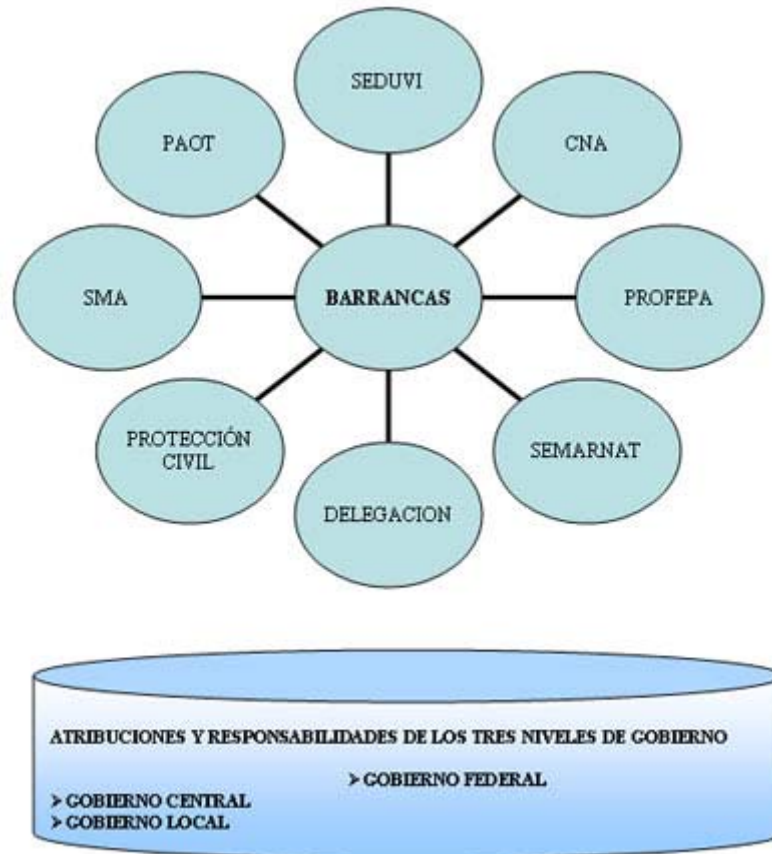 SEDUVI
PAOT
CNA
SMA
BARRANCAS
PROFEPA
PROTECCIÓN
CIVIL
SEMARNAT
DELEGACION
ATRIBUCIONES Y RESPONSABILIDADES DE LOS TRES NIVELES DE GOBIERNO
➢ GOBIERNO FEDERAL
➢ GOBIERNO CENTRAL
➢ GOBIERNO LOCAL